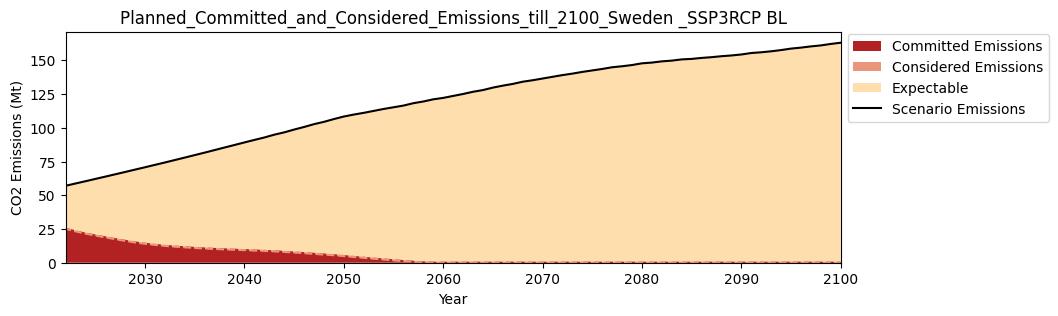 Planned_Committed_and_Considered_Emissions_till_2100_Sweden _SSP3RCP BL
CO2 Emissions (Mt)
150
125
100
75
50
25
0
2030 2040 2050 2060 2070 2080 2090 2100
Year
Committed Emissions
Considered Emissions
Expectable
Scenario Emissions